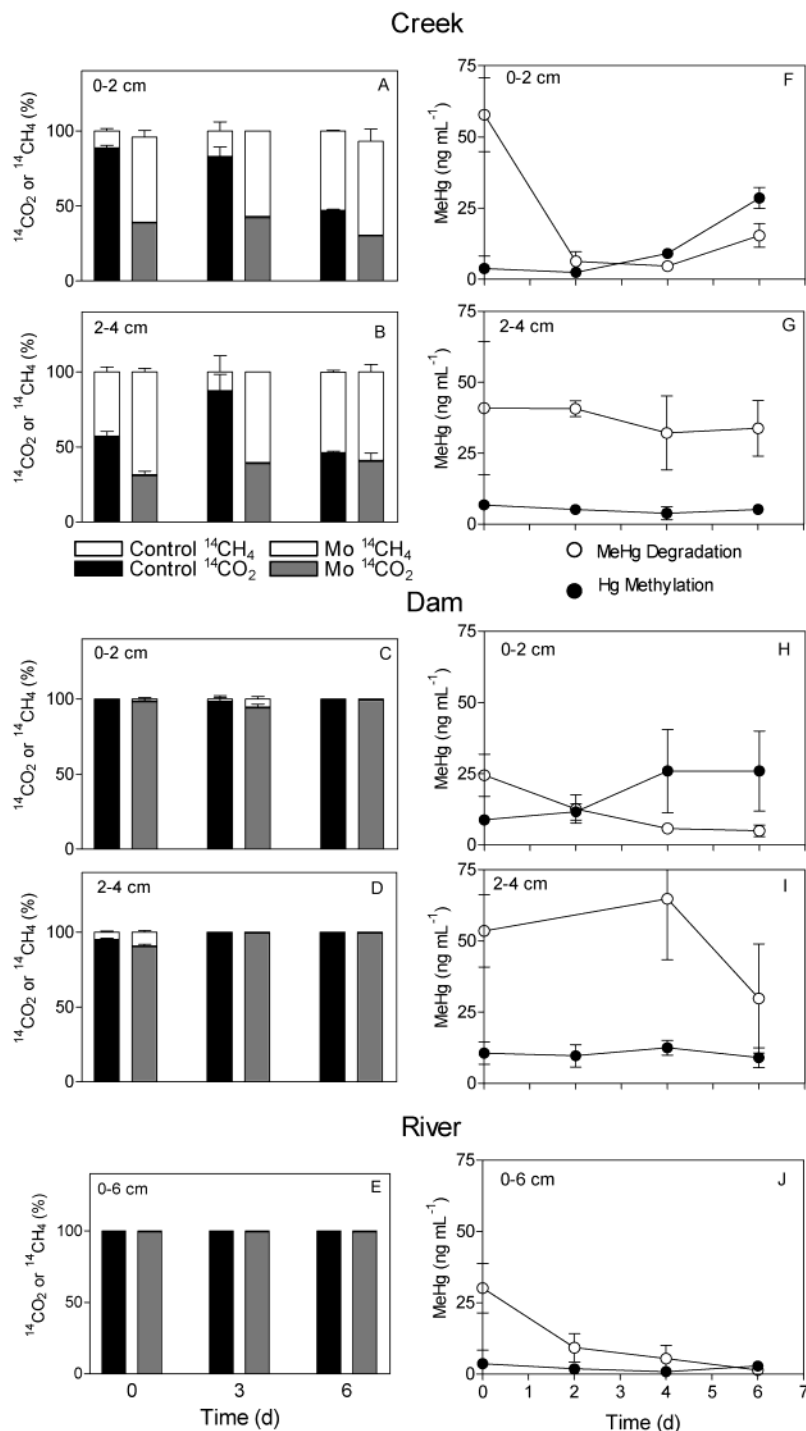 Creek
0-2 cm
A
100
50
0
¹⁴CO₂ or ¹⁴CH₄ (%)
75
0-2 cm
F
50
25
0
MeHg (ng mL⁻¹)
2-4 cm
B
100
50
0
¹⁴CO₂ or ¹⁴CH₄ (%)
75
2-4 cm
G
50
25
0
MeHg (ng mL⁻¹)
Control ¹⁴CH₄
Mo ¹⁴CH₄
Control ¹⁴CO₂
Mo ¹⁴CO₂
MeHg Degradation
Hg Methylation
Dam
0-2 cm
C
100
50
0
¹⁴CO₂ or ¹⁴CH₄ (%)
75
0-2 cm
H
50
25
0
MeHg (ng mL⁻¹)
2-4 cm
D
100
50
0
¹⁴CO₂ or ¹⁴CH₄ (%)
75
2-4 cm
I
50
25
0
MeHg (ng mL⁻¹)
River
0-6 cm
E
100
50
0
¹⁴CO₂ or ¹⁴CH₄ (%)
0 3 6
Time (d)
75
0-6 cm
J
50
25
0
MeHg (ng mL⁻¹)
0 1 2 3 4 5 6 7
Time (d)